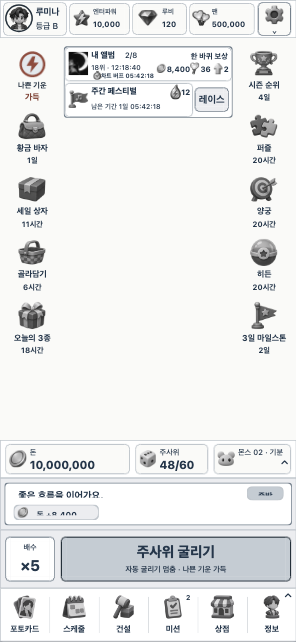 루미나
등급 B
엔터파워
10,000
루비
120
팬
500,000
나쁜 기운
가득
황금 바자
1일
세일 상자
11시간
골라담기
6시간
오늘의 3종
18시간
내 앨범 2/8 한 바퀴 보상
18위 · 12:18:40 8,400 36 2
차트 버프 05:42:18
주간 페스티벌 12
남은 기간 1일 05:42:18
레이스
시즌 순위
4일
퍼즐
20시간
양궁
20시간
히든
20시간
3일 마일스톤
2일
돈
10,000,000
주사위
48/60
몬스 02 · 기분
좋은 흐름을 이어가요.
돈 +8,400
배수
×5
주사위 굴리기
자동 굴리기 멈춤 · 나쁜 기운 가득
포토카드
스케줄
건설
미션
2
상점
정보